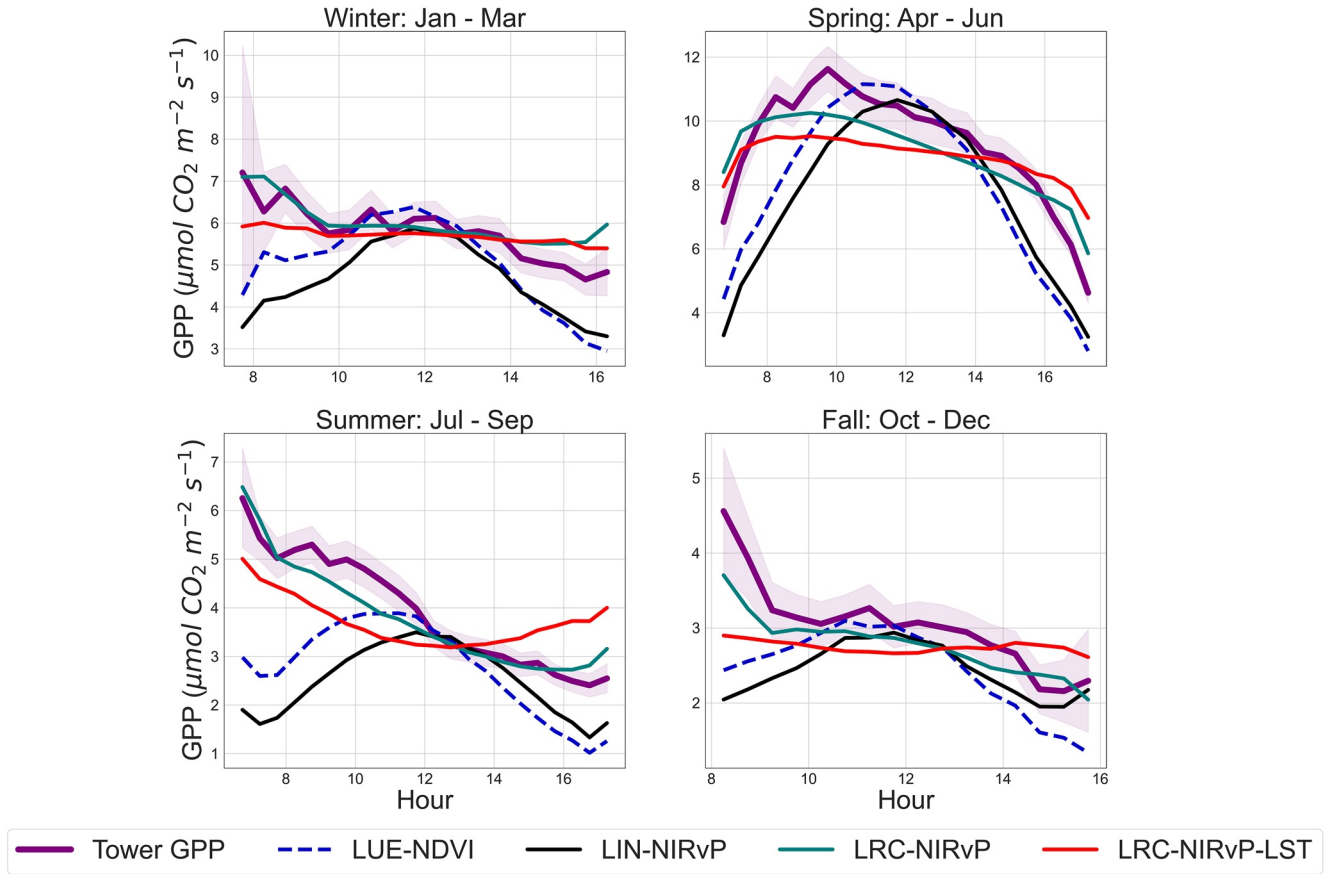 Winter: Jan - Mar
Spring: Apr - Jun
GPP (μmol CO₂ m⁻² s⁻¹)
10
9
8
7
6
5
4
3
12
10
8
6
4
8 10 12 14 16
8 10 12 14 16
Summer: Jul - Sep
Fall: Oct - Dec
GPP (μmol CO₂ m⁻² s⁻¹)
7
6
5
4
3
2
1
5
4
3
2
8 10 12 14 16
8 10 12 14 16
Hour
Hour
Tower GPP LUE-NDVI LIN-NIRvP LRC-NIRvP LRC-NIRvP-LST